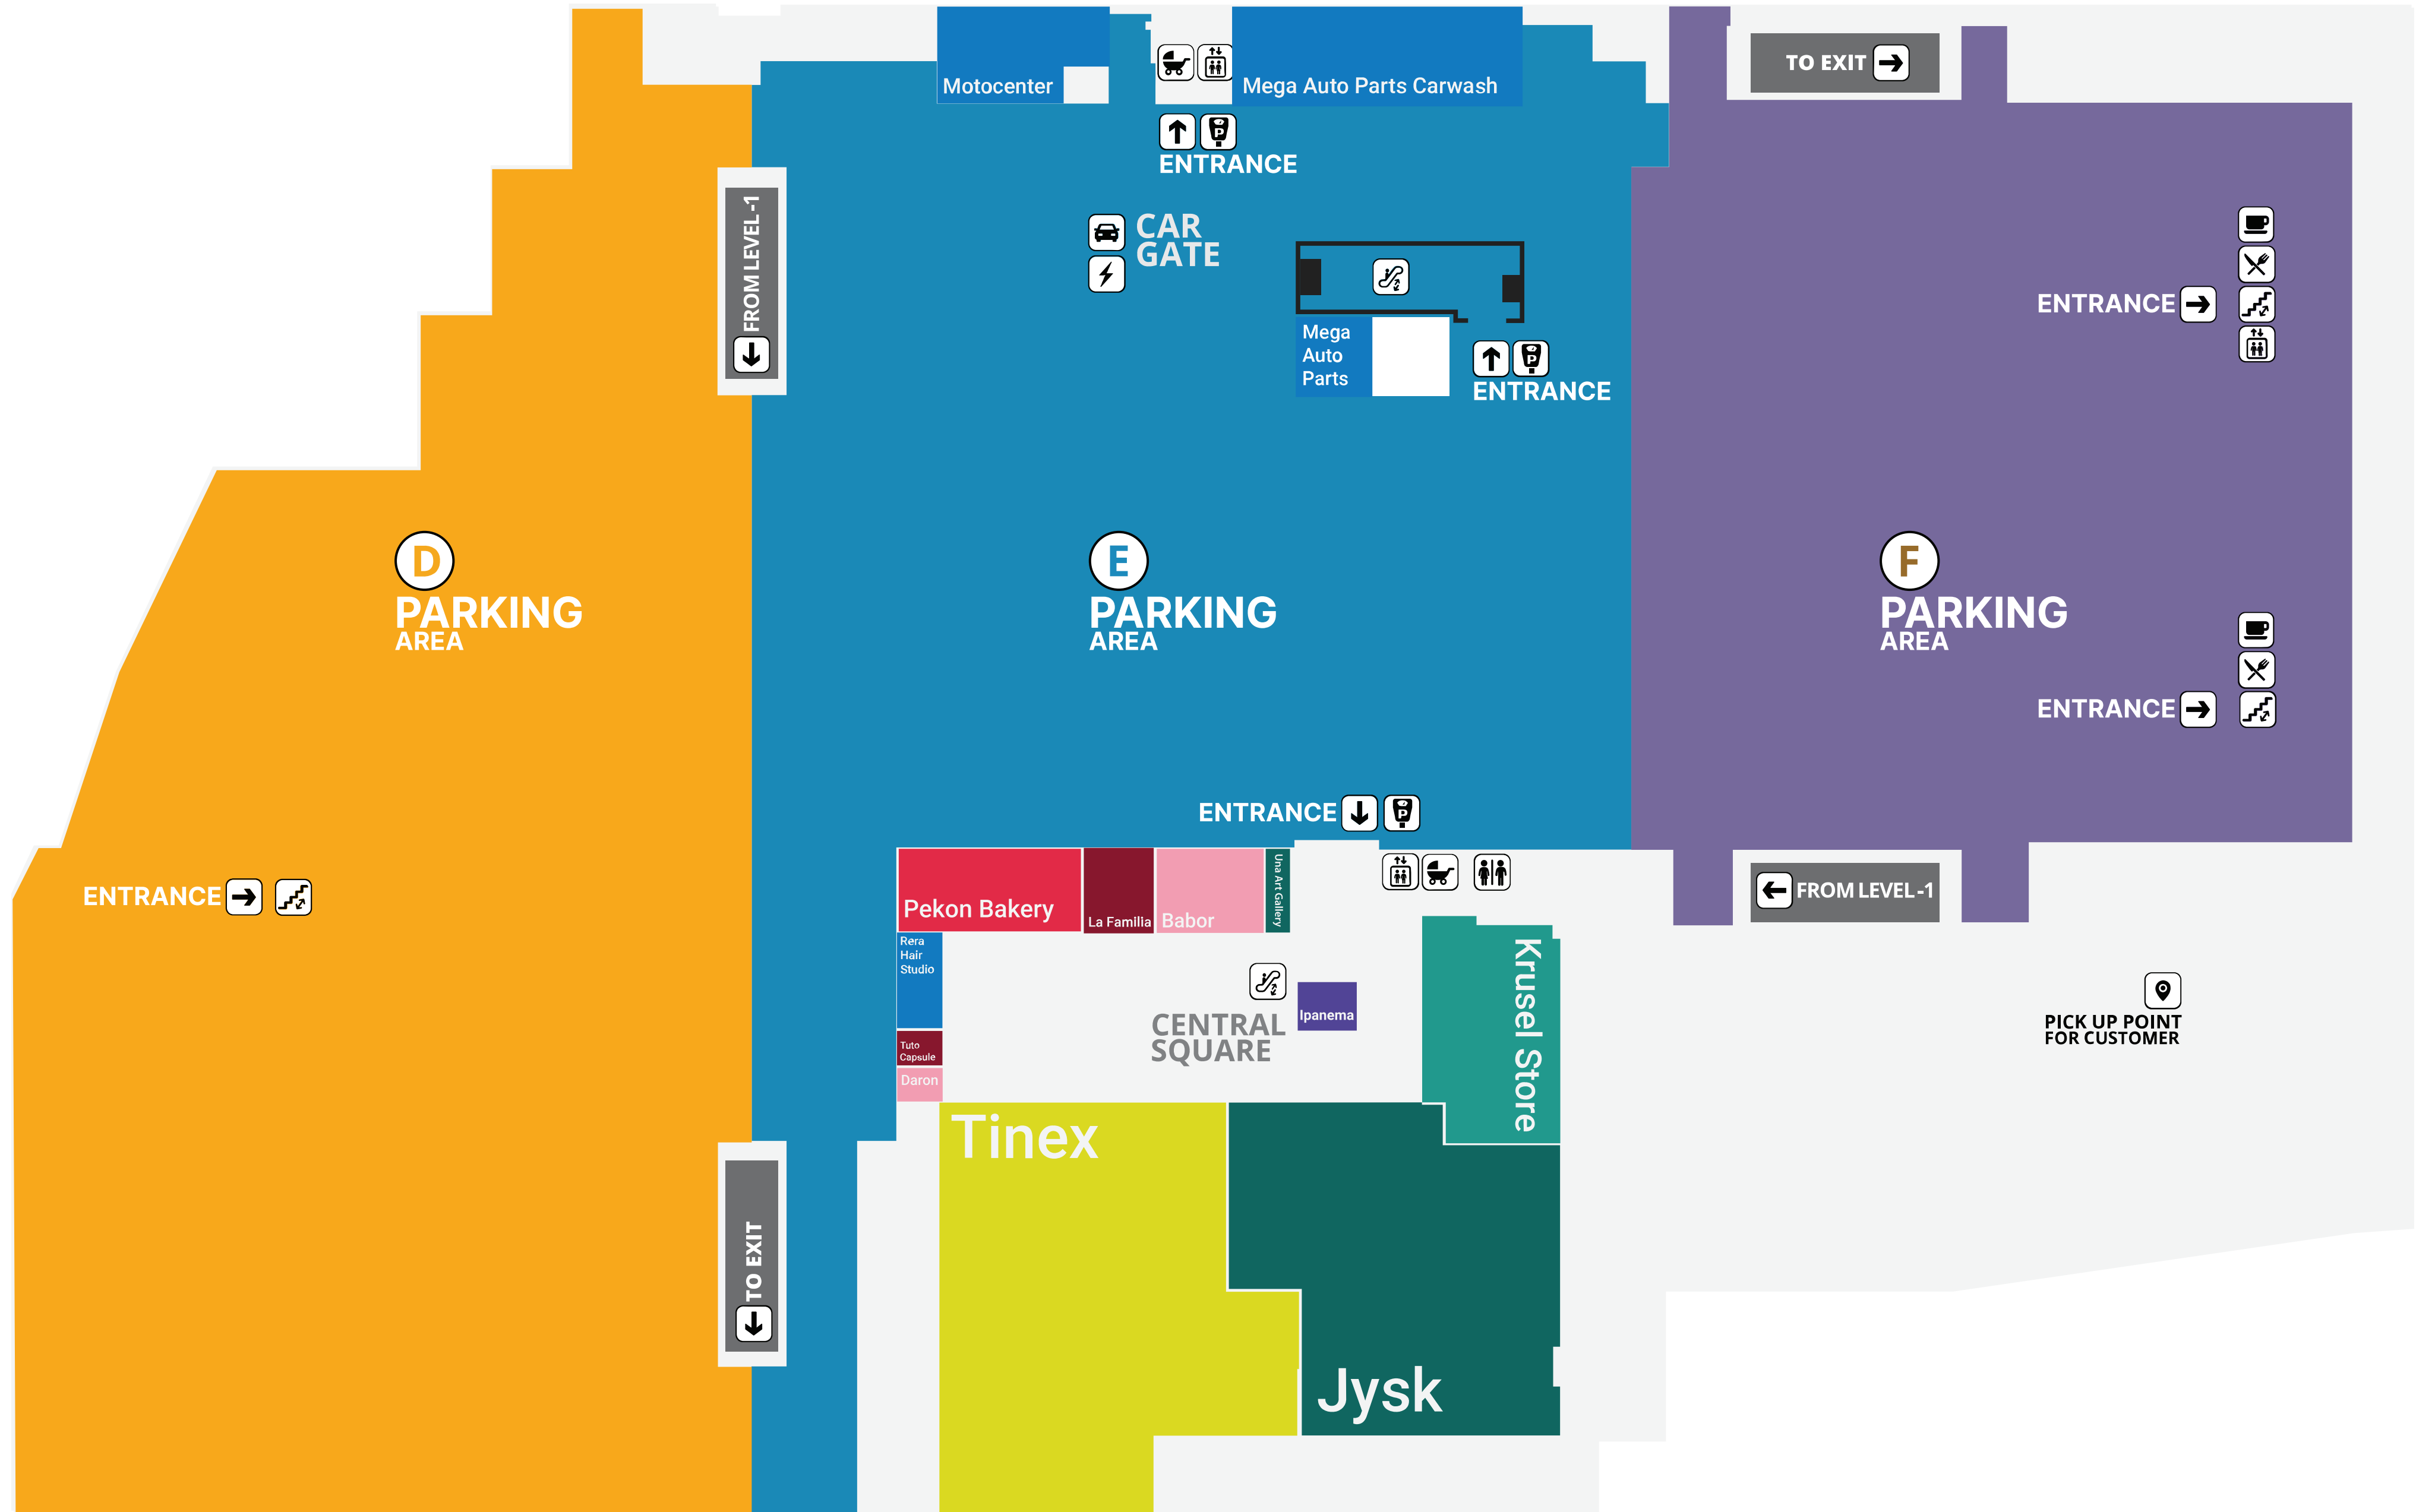 Motocenter
Mega Auto Parts Carwash
TO EXIT
ENTRANCE
FROM LEVEL-1
CAR
GATE
ENTRANCE
Mega
Auto
Parts
ENTRANCE
D
PARKING
AREA
E
PARKING
AREA
F
PARKING
AREA
ENTRANCE
ENTRANCE
ENTRANCE
FROM LEVEL-1
Pekon Bakery
La Familia
Babor
Una Art Gallery
Rera
Hair
Studio
Krusel Store
CENTRAL
SQUARE
Ipanema
PICK UP POINT
FOR CUSTOMER
Tuto
Capsule
Daron
Tinex
TO EXIT
Jysk